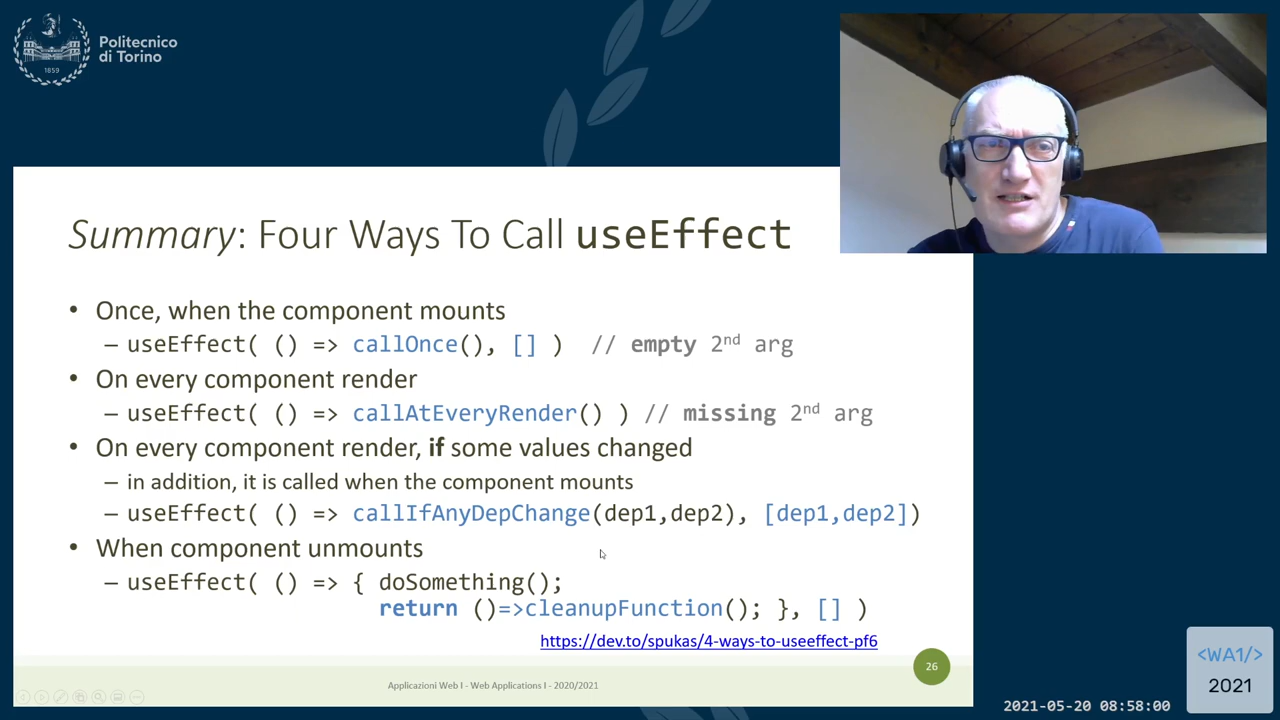 Politecnico
di Torino
1859
Summary: Four Ways To Call useEffect
• Once, when the component mounts
– useEffect( () => callOnce(), [] ) // empty 2nd arg
• On every component render
– useEffect( () => callAtEveryRender() ) // missing 2nd arg
• On every component render, if some values changed
– in addition, it is called when the component mounts
– useEffect( () => callIfAnyDepChange(dep1,dep2), [dep1,dep2])
• When component unmounts
– useEffect( () => { doSomething();
return ()=>cleanupFunction(); }, [] )
https://dev.to/spukas/4-ways-to-useeffect-pf6
26
Applicazioni Web I - Web Applications I - 2020/2021
<WA1/>
2021
2021-05-20 08:58:00